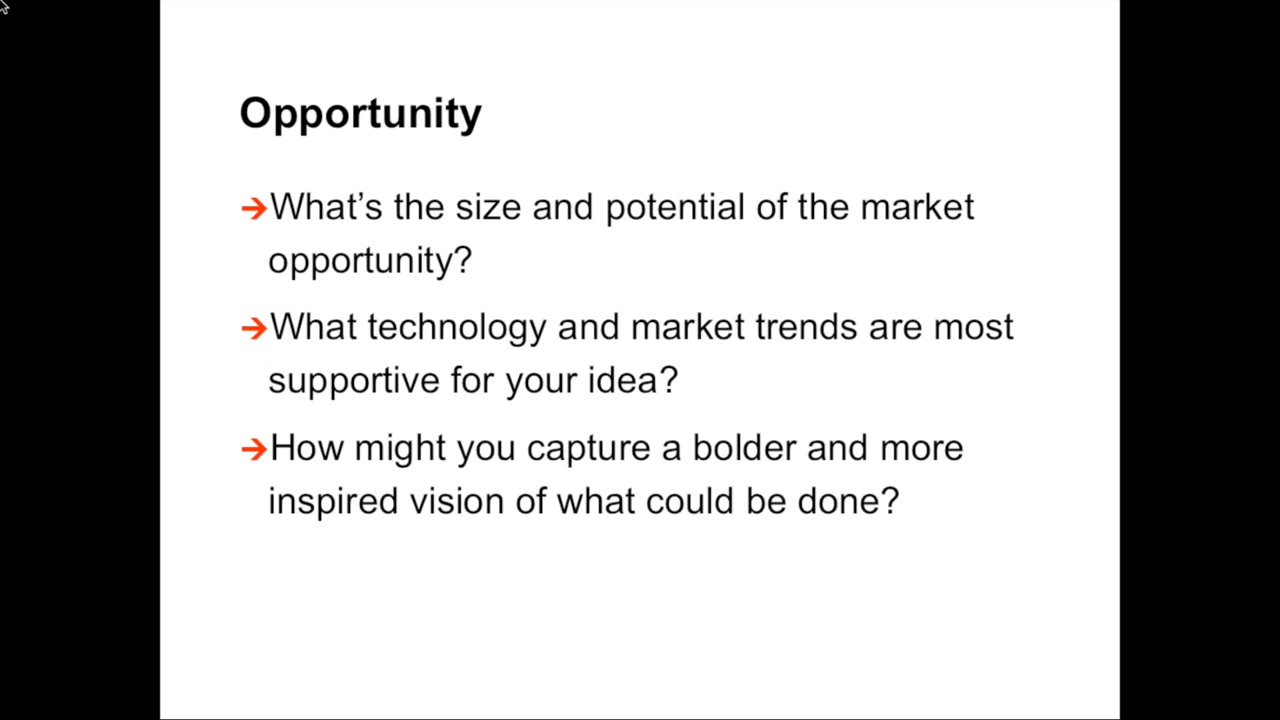 Opportunity
➔What’s the size and potential of the market
opportunity?
➔What technology and market trends are most
supportive for your idea?
➔How might you capture a bolder and more
inspired vision of what could be done?